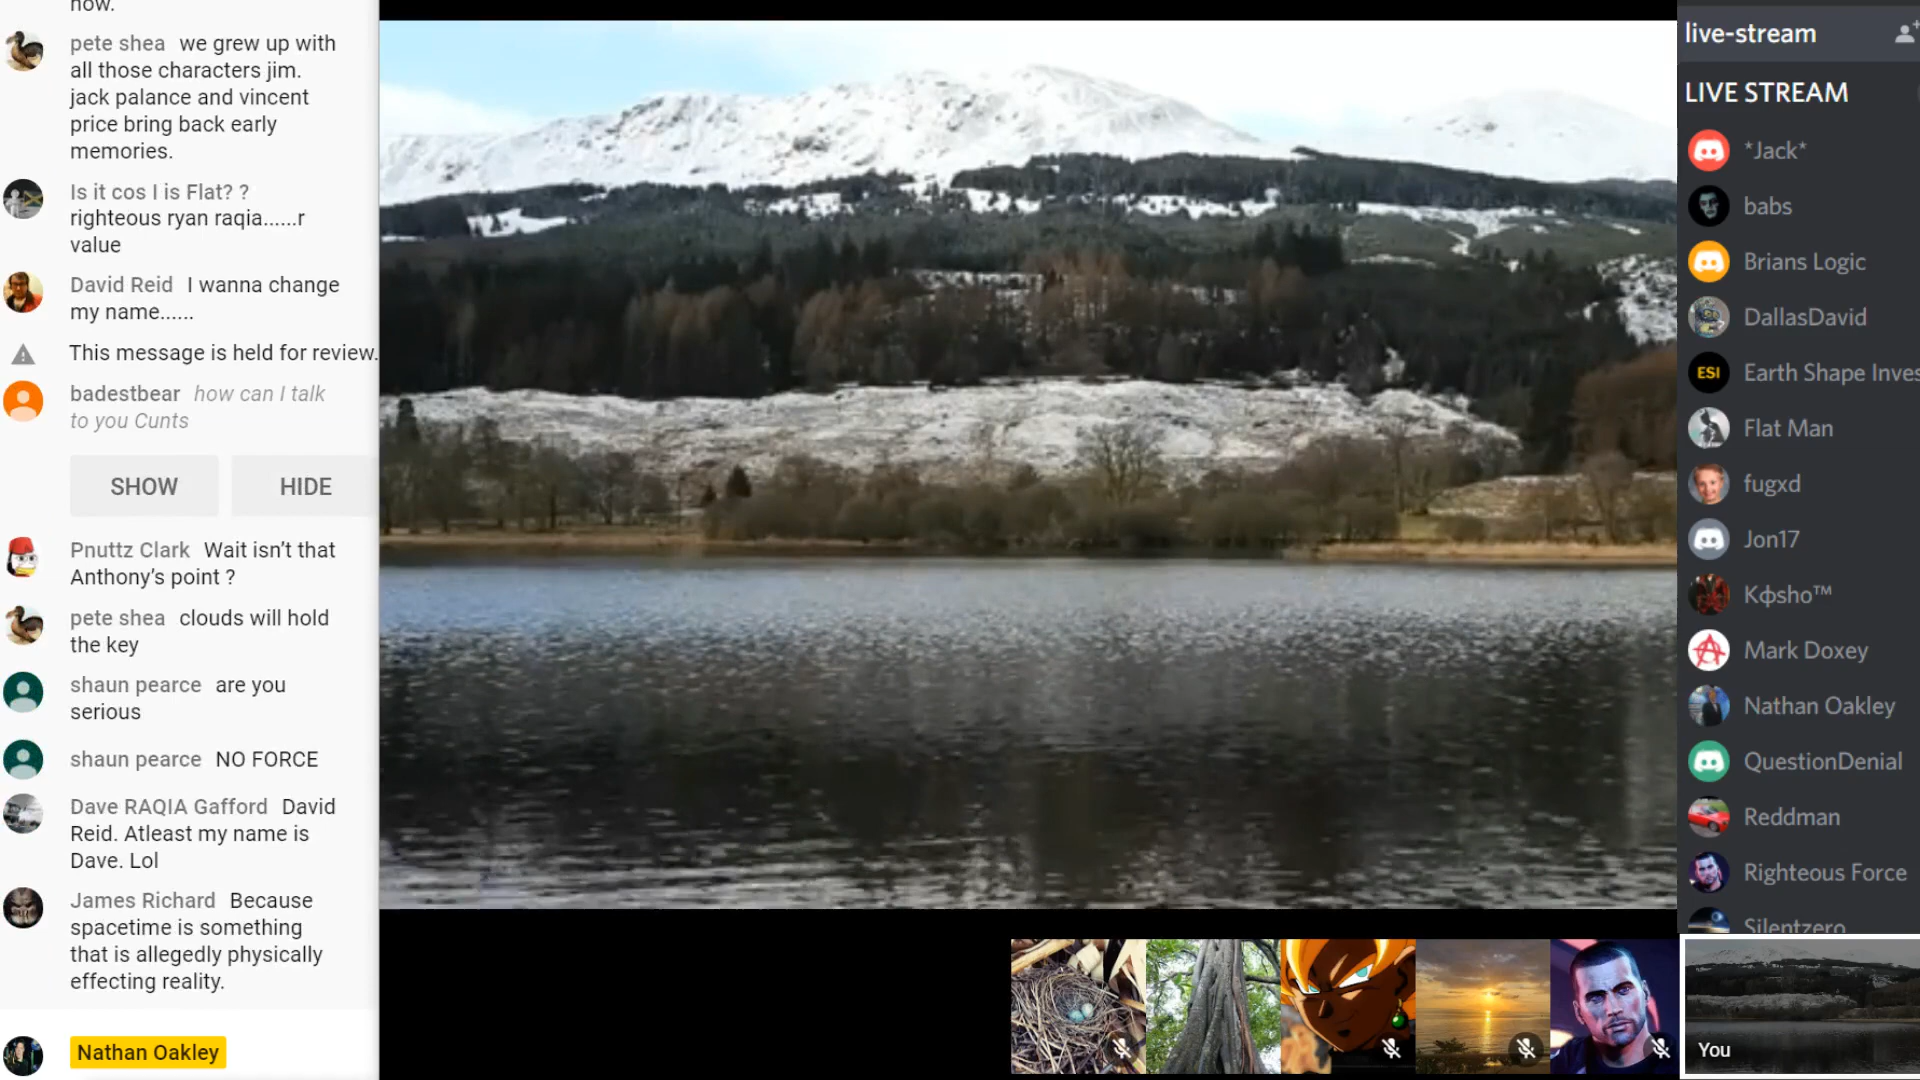 now.
pete shea we grew up with
all those characters jim.
jack palance and vincent
price bring back early
memories.
Is it cos I is Flat? ?
righteous ryan raqia......r
value
David Reid I wanna change
my name......
This message is held for review.
badestbear how can I talk
to you Cunts
SHOW HIDE
Pnuttz Clark Wait isn't that
Anthony's point ?
pete shea clouds will hold
the key
shaun pearce are you
serious
shaun pearce NO FORCE
Dave RAQIA Gafford David
Reid. Atleast my name is
Dave. Lol
James Richard Because
spacetime is something
that is allegedly physically
effecting reality.
Nathan Oakley
live-stream
LIVE STREAM
*Jack*
babs
Brians Logic
DallasDavid
ESI Earth Shape Inves
Flat Man
fugxd
Jon17
Kфsho™
Mark Doxey
Nathan Oakley
QuestionDenial
Reddman
Righteous Force
Silentzero
You